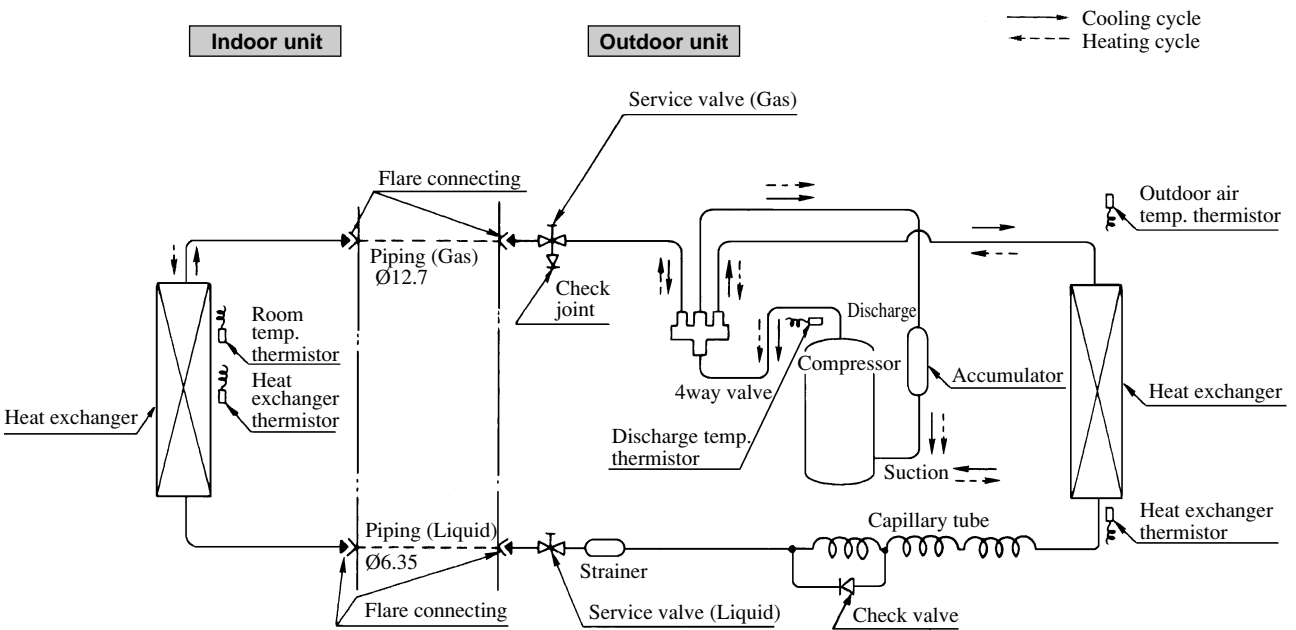 Cooling cycle
Heating cycle
Indoor unit
Outdoor unit
Service valve (Gas)
Flare connecting
Outdoor air
temp. thermistor
Piping (Gas)
Ø12.7
Check
joint
Room
temp.
thermistor
Heat
exchanger
thermistor
Heat exchanger
Discharge
Compressor
4way valve
Accumulator
Heat exchanger
Discharge temp.
thermistor
Suction
Heat exchanger
thermistor
Piping (Liquid)
Ø6.35
Capillary tube
Strainer
Flare connecting
Service valve (Liquid)
Check valve